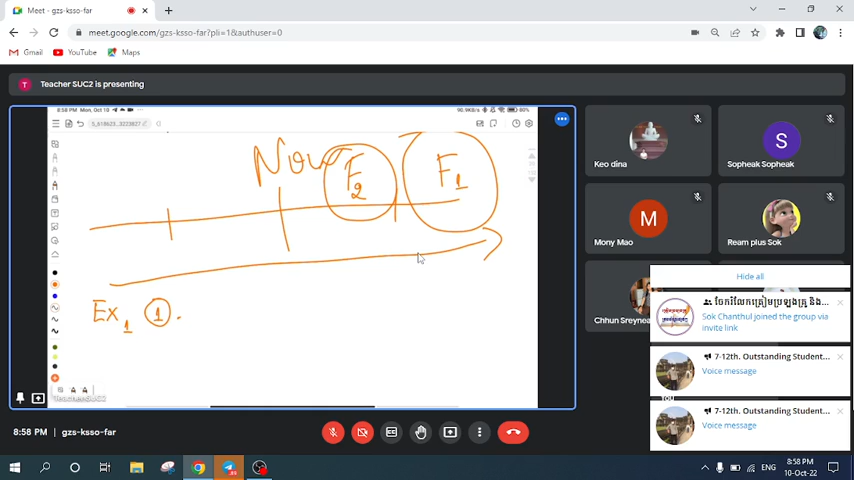 Meet - gzs-ksso-far
meet.google.com/gzs-ksso-far?pli=1&authuser=0
Gmail
YouTube
Maps
T
Teacher SUC2 is presenting
8:58 PM Mon, Oct 10
80%
Now
F2
F1
Ex1 ①.
TeacherSUC2
Keo dina
S
Sopheak Sopheak
M
Mony Mao
Ream plus Sok
Chhun Sreynea
You
Hide all
Sok Chanthul joined the group via
invite link
7-12th. Outstanding Student...
Voice message
7-12th. Outstanding Student...
Voice message
8:58 PM
gzs-ksso-far
ENG
8:58 PM
10-Oct-22